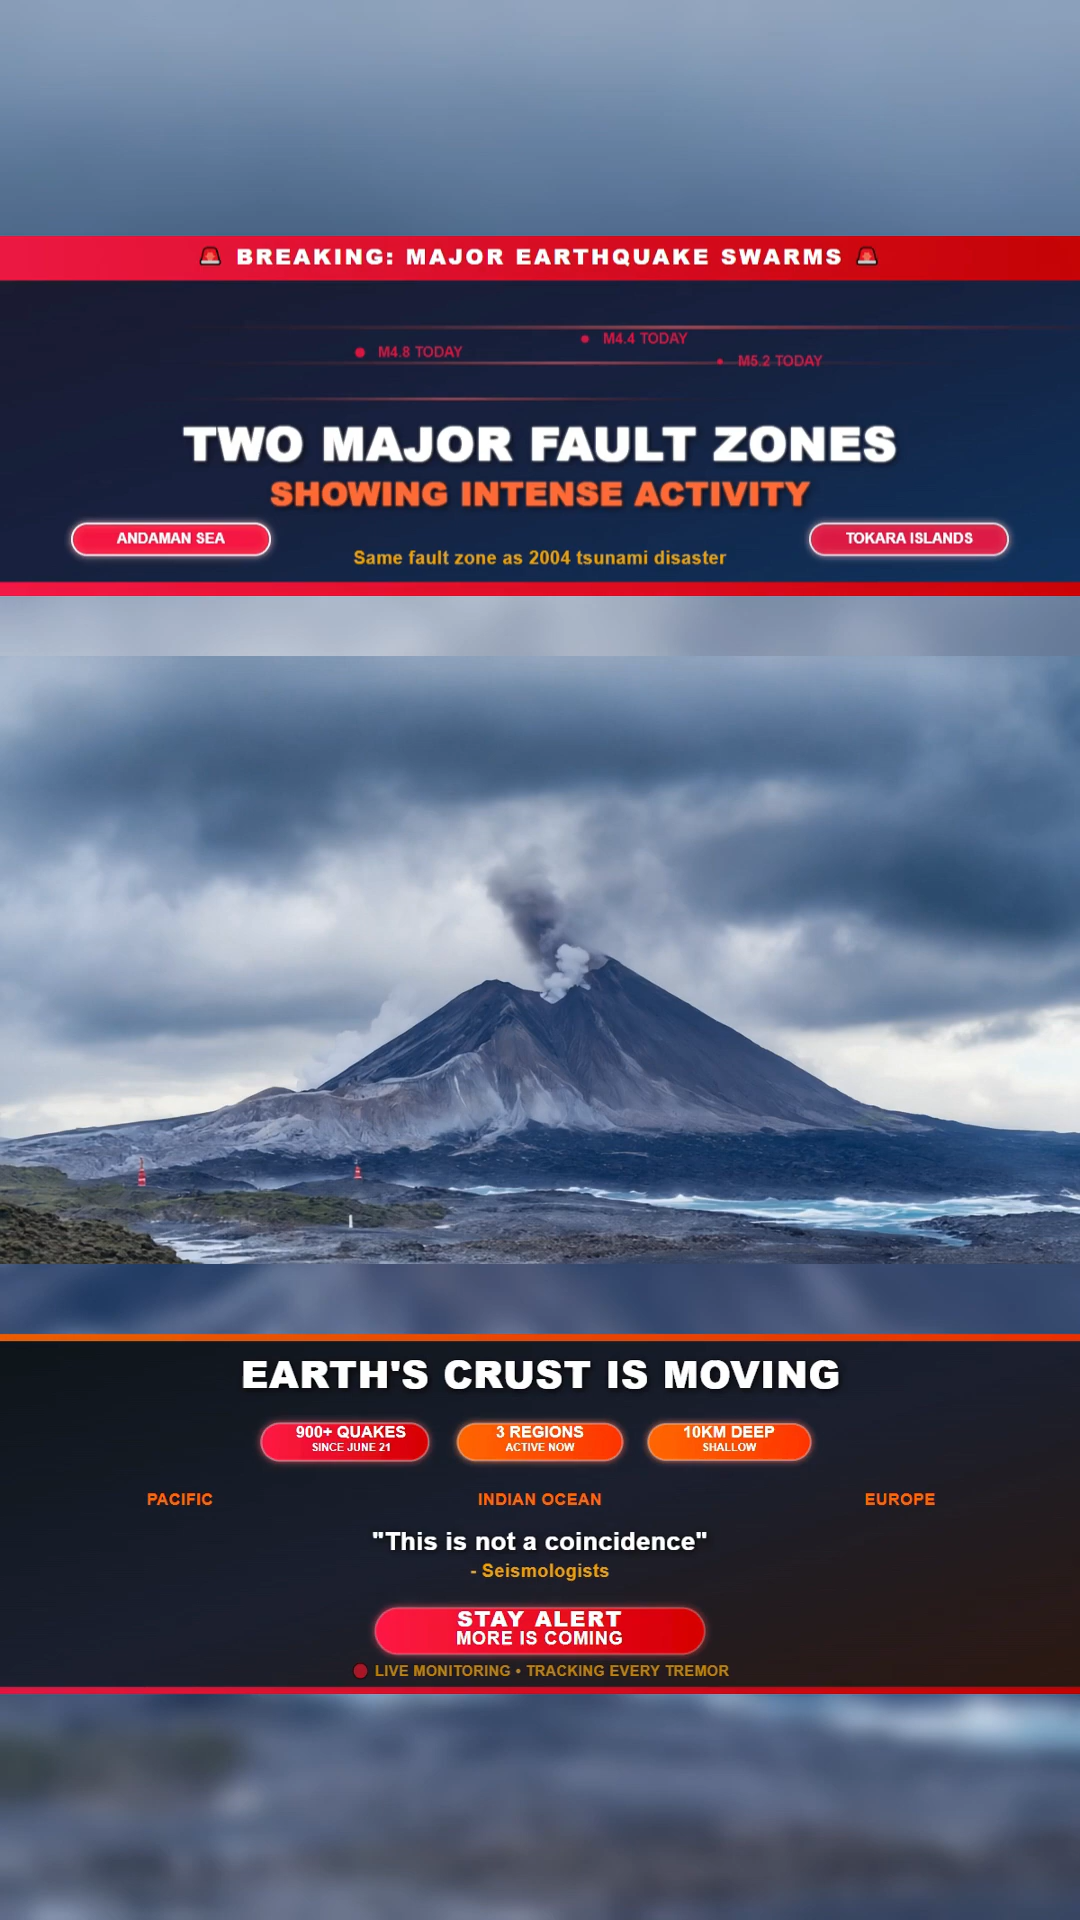 🚨 BREAKING: MAJOR EARTHQUAKE SWARMS 🚨
M4.4 TODAY
M4.8 TODAY
M5.2 TODAY
TWO MAJOR FAULT ZONES
SHOWING INTENSE ACTIVITY
ANDAMAN SEA
TOKARA ISLANDS
Same fault zone as 2004 tsunami disaster
EARTH'S CRUST IS MOVING
900+ QUAKES
SINCE JUNE 21
3 REGIONS
ACTIVE NOW
10KM DEEP
SHALLOW
PACIFIC
INDIAN OCEAN
EUROPE
"This is not a coincidence"
- Seismologists
STAY ALERT
MORE IS COMING
LIVE MONITORING • TRACKING EVERY TREMOR